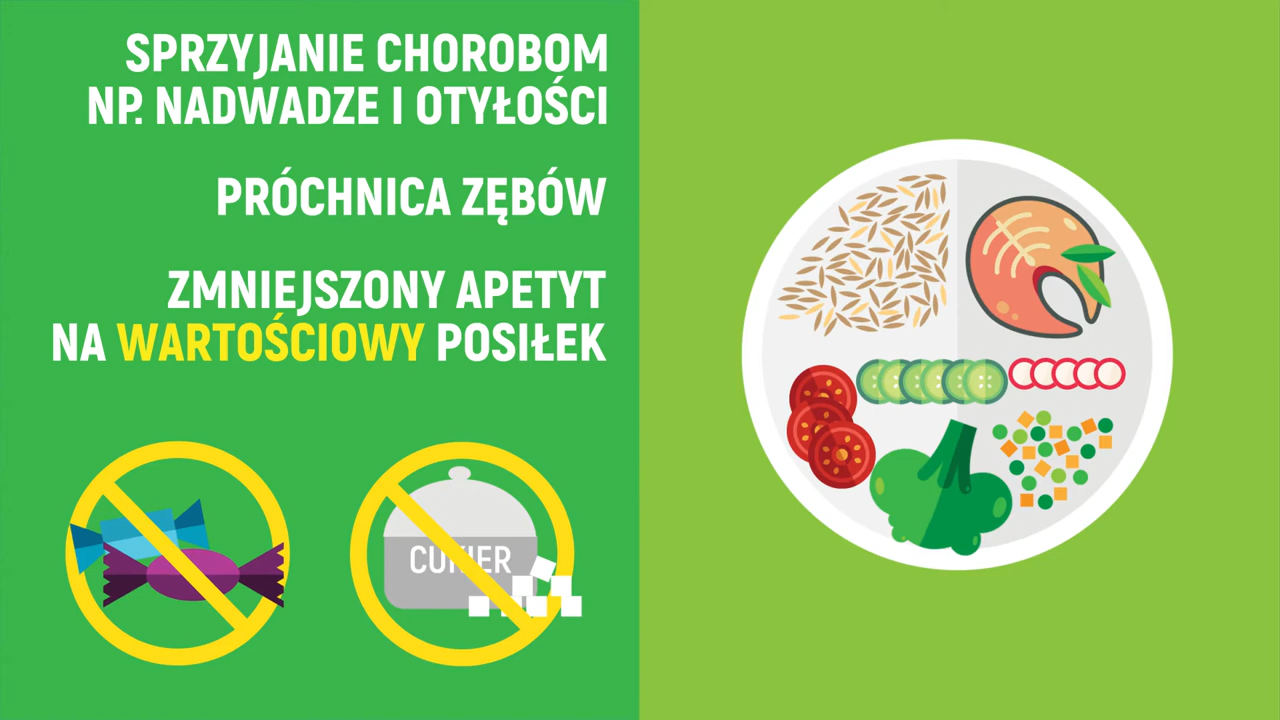 SPRZYJANIE CHOROBOM
NP. NADWADZE I OTYŁOŚCI
PRÓCHNICA ZĘBÓW
ZMNIEJSZONY APETYT
NA WARTOŚCIOWY POSIŁEK
CUKIER